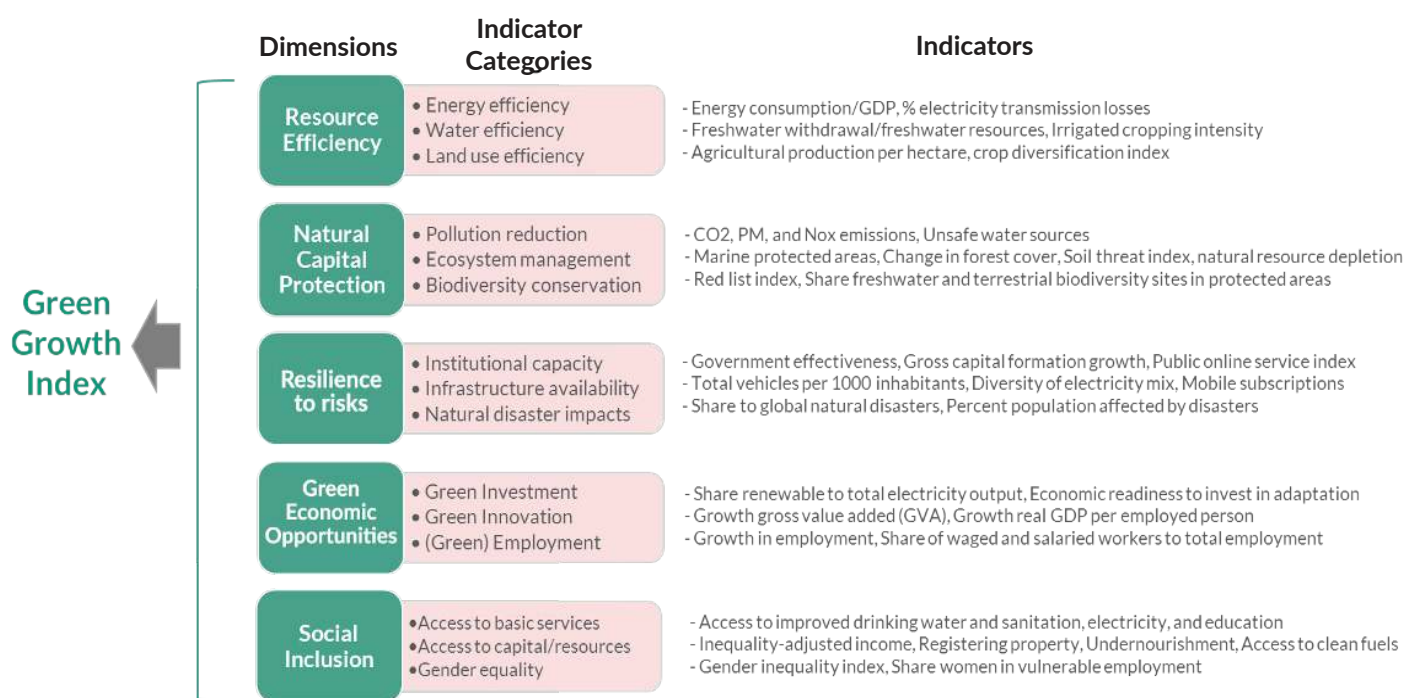 Dimensions
Indicator
Categories
Indicators
Green
Growth
Index
Resource
Efficiency
• Energy efficiency
• Water efficiency
• Land use efficiency
- Energy consumption/GDP, % electricity transmission losses
- Freshwater withdrawal/freshwater resources, Irrigated cropping intensity
- Agricultural production per hectare, crop diversification index
Natural
Capital
Protection
• Pollution reduction
• Ecosystem management
• Biodiversity conservation
- CO2, PM, and Nox emissions, Unsafe water sources
- Marine protected areas, Change in forest cover, Soil threat index, natural resource depletion
- Red list index, Share freshwater and terrestrial biodiversity sites in protected areas
Resilience
to risks
• Institutional capacity
• Infrastructure availability
• Natural disaster impacts
- Government effectiveness, Gross capital formation growth, Public online service index
- Total vehicles per 1000 inhabitants, Diversity of electricity mix, Mobile subscriptions
- Share to global natural disasters, Percent population affected by disasters
Green
Economic
Opportunities
• Green Investment
• Green Innovation
• (Green) Employment
- Share renewable to total electricity output, Economic readiness to invest in adaptation
- Growth gross value added (GVA), Growth real GDP per employed person
- Growth in employment, Share of waged and salaried workers to total employment
Social
Inclusion
•Access to basic services
•Access to capital/resources
•Gender equality
- Access to improved drinking water and sanitation, electricity, and education
- Inequality-adjusted income, Registering property, Undernourishment, Access to clean fuels
- Gender inequality index, Share women in vulnerable employment